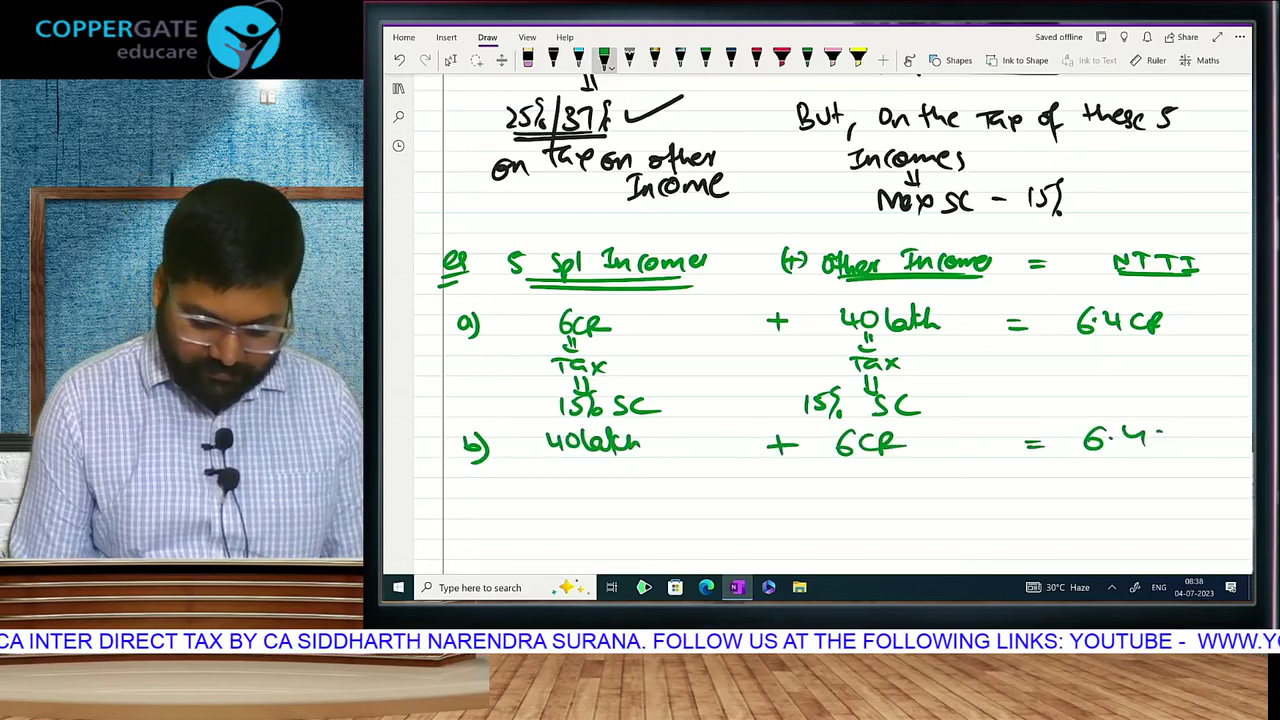 COPPERGATE
educare
Home Insert Draw View Help
Saved offline Share
Shapes Ink to Shape Ink to Text Ruler Maths
25%/37%
on Tax on other
Income
But, on the Tax of these 5
Incomes
Max SC - 15%
eg 5 Spl Incomes (+) other Income = NTTI
a) 6CR + 40 lakh = 6.4 CR
Tax Tax
15% SC 15% SC
b) 40 lakh + 6CR = 6.4
Type here to search
30°C Haze ENG 08:38
04-07-2023
CA INTER DIRECT TAX BY CA SIDDHARTH NARENDRA SURANA. FOLLOW US AT THE FOLLOWING LINKS: YOUTUBE - WWW.YO